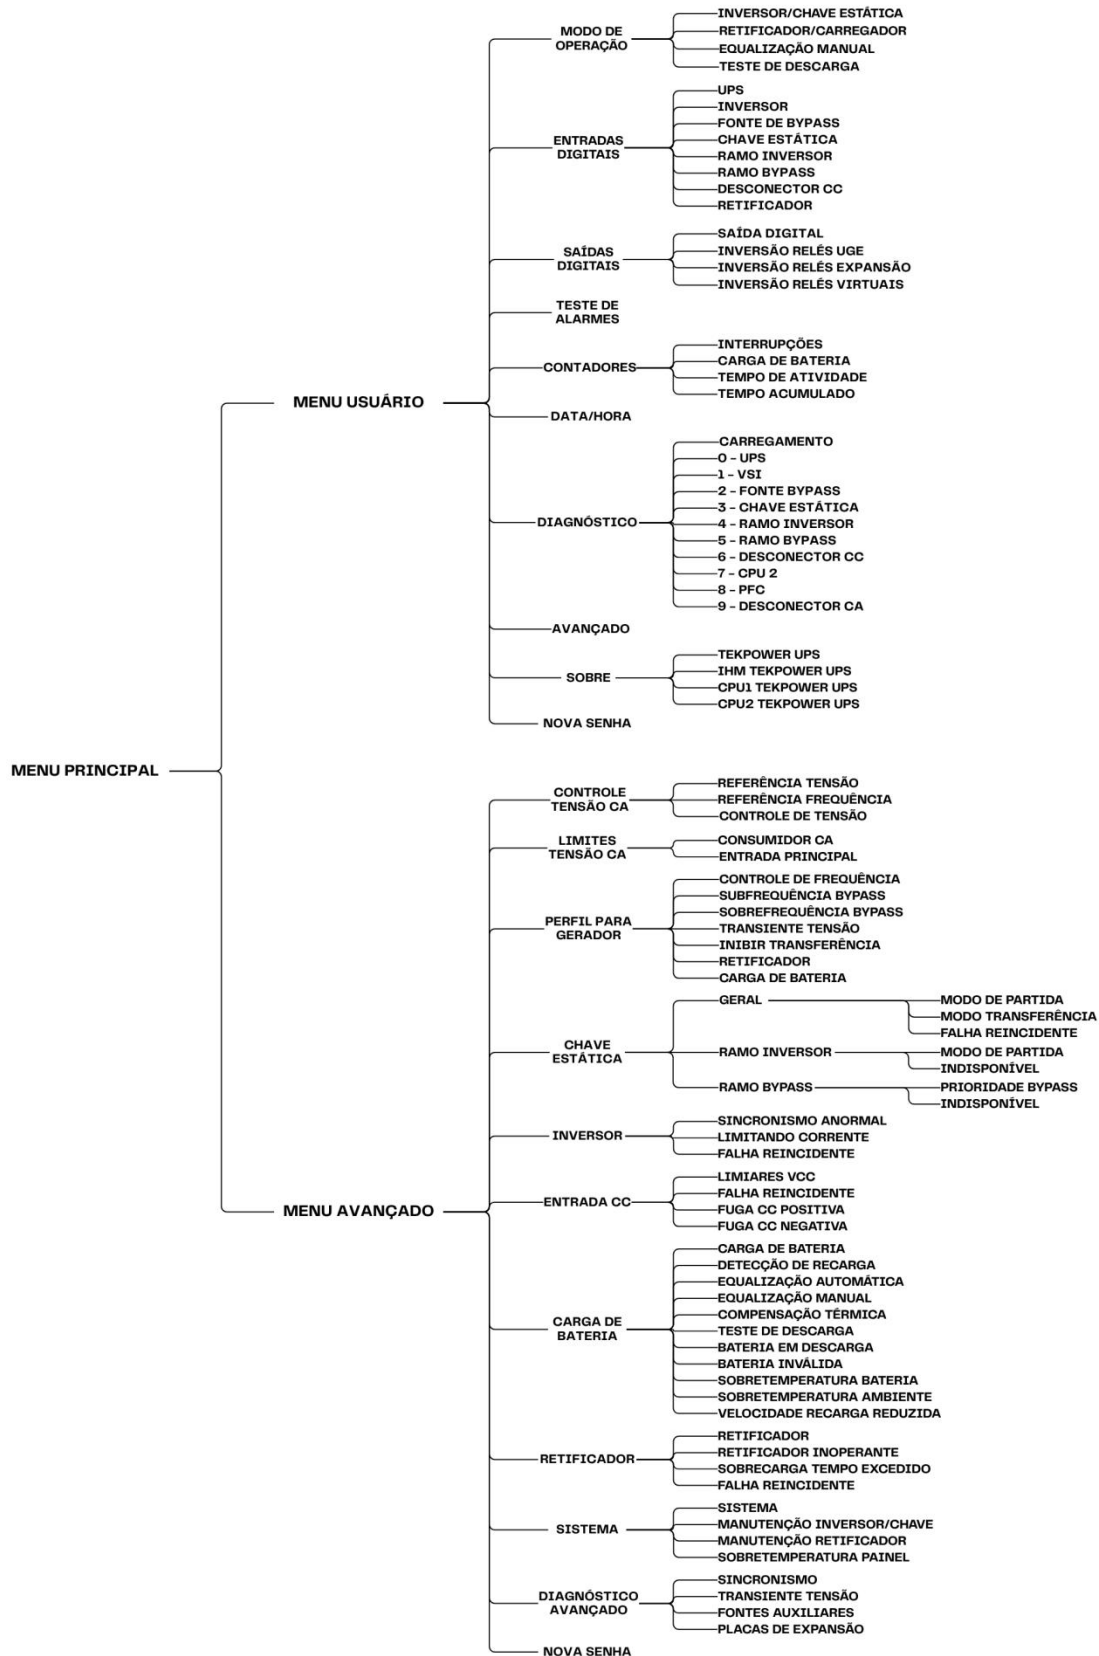 MENU PRINCIPAL
MENU USUÁRIO
MODO DE
OPERAÇÃO
INVERSOR/CHAVE ESTÁTICA
RETIFICADOR/CARREGADOR
EQUALIZAÇÃO MANUAL
TESTE DE DESCARGA
ENTRADAS
DIGITAIS
UPS
INVERSOR
FONTE DE BYPASS
CHAVE ESTÁTICA
RAMO INVERSOR
RAMO BYPASS
DESCONECTOR CC
RETIFICADOR
SAÍDAS
DIGITAIS
SAÍDA DIGITAL
INVERSÃO RELÉS UGE
INVERSÃO RELÉS EXPANSÃO
INVERSÃO RELÉS VIRTUAIS
TESTE DE
ALARMES
CONTADORES
INTERRUPÇÕES
CARGA DE BATERIA
TEMPO DE ATIVIDADE
TEMPO ACUMULADO
DATA/HORA
DIAGNÓSTICO
CARREGAMENTO
0 – UPS
1 – VSI
2 – FONTE BYPASS
3 – CHAVE ESTÁTICA
4 – RAMO INVERSOR
5 – RAMO BYPASS
6 – DESCONECTOR CC
7 – CPU 2
8 – PFC
9 – DESCONECTOR CA
AVANÇADO
SOBRE
TEKPOWER UPS
IHM TEKPOWER UPS
CPU1 TEKPOWER UPS
CPU2 TEKPOWER UPS
NOVA SENHA
MENU AVANÇADO
CONTROLE
TENSÃO CA
REFERÊNCIA TENSÃO
REFERÊNCIA FREQUÊNCIA
CONTROLE DE TENSÃO
LIMITES
TENSÃO CA
CONSUMIDOR CA
ENTRADA PRINCIPAL
PERFIL PARA
GERADOR
CONTROLE DE FREQUÊNCIA
SUBFREQUÊNCIA BYPASS
SOBREFREQUÊNCIA BYPASS
TRANSIENTE TENSÃO
INIBIR TRANSFERÊNCIA
RETIFICADOR
CARGA DE BATERIA
CHAVE
ESTÁTICA
GERAL
MODO DE PARTIDA
MODO TRANSFERÊNCIA
FALHA REINCIDENTE
RAMO INVERSOR
MODO DE PARTIDA
INDISPONÍVEL
RAMO BYPASS
PRIORIDADE BYPASS
INDISPONÍVEL
INVERSOR
SINCRONISMO ANORMAL
LIMITANDO CORRENTE
FALHA REINCIDENTE
ENTRADA CC
LIMIARES VCC
FALHA REINCIDENTE
FUGA CC POSITIVA
FUGA CC NEGATIVA
CARGA DE
BATERIA
CARGA DE BATERIA
DETECÇÃO DE RECARGA
EQUALIZAÇÃO AUTOMÁTICA
EQUALIZAÇÃO MANUAL
COMPENSAÇÃO TÉRMICA
TESTE DE DESCARGA
BATERIA EM DESCARGA
BATERIA INVÁLIDA
SOBRETEMPERATURA BATERIA
SOBRETEMPERATURA AMBIENTE
VELOCIDADE RECARGA REDUZIDA
RETIFICADOR
RETIFICADOR
RETIFICADOR INOPERANTE
SOBRECARGA TEMPO EXCEDIDO
FALHA REINCIDENTE
SISTEMA
SISTEMA
MANUTENÇÃO INVERSOR/CHAVE
MANUTENÇÃO RETIFICADOR
SOBRETEMPERATURA PAINEL
DIAGNÓSTICO
AVANÇADO
SINCRONISMO
TRANSIENTE TENSÃO
FONTES AUXILIARES
PLACAS DE EXPANSÃO
NOVA SENHA